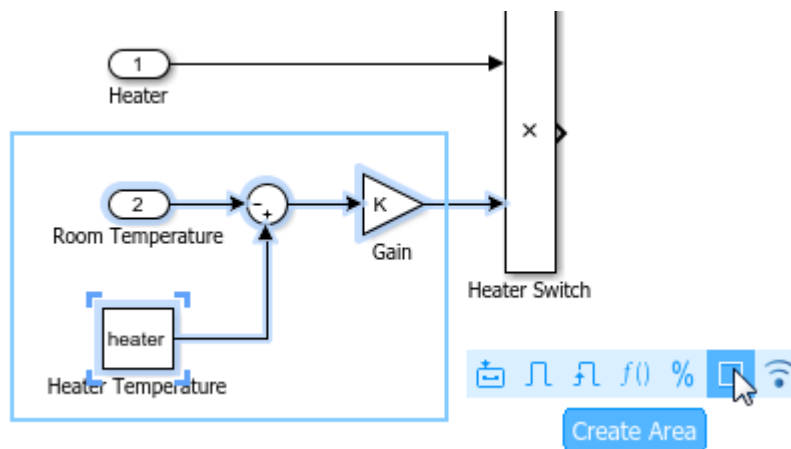 1
Heater
×
2
- +
K
Room Temperature
Gain
Heater Switch
heater
Heater Temperature
f() %
Create Area